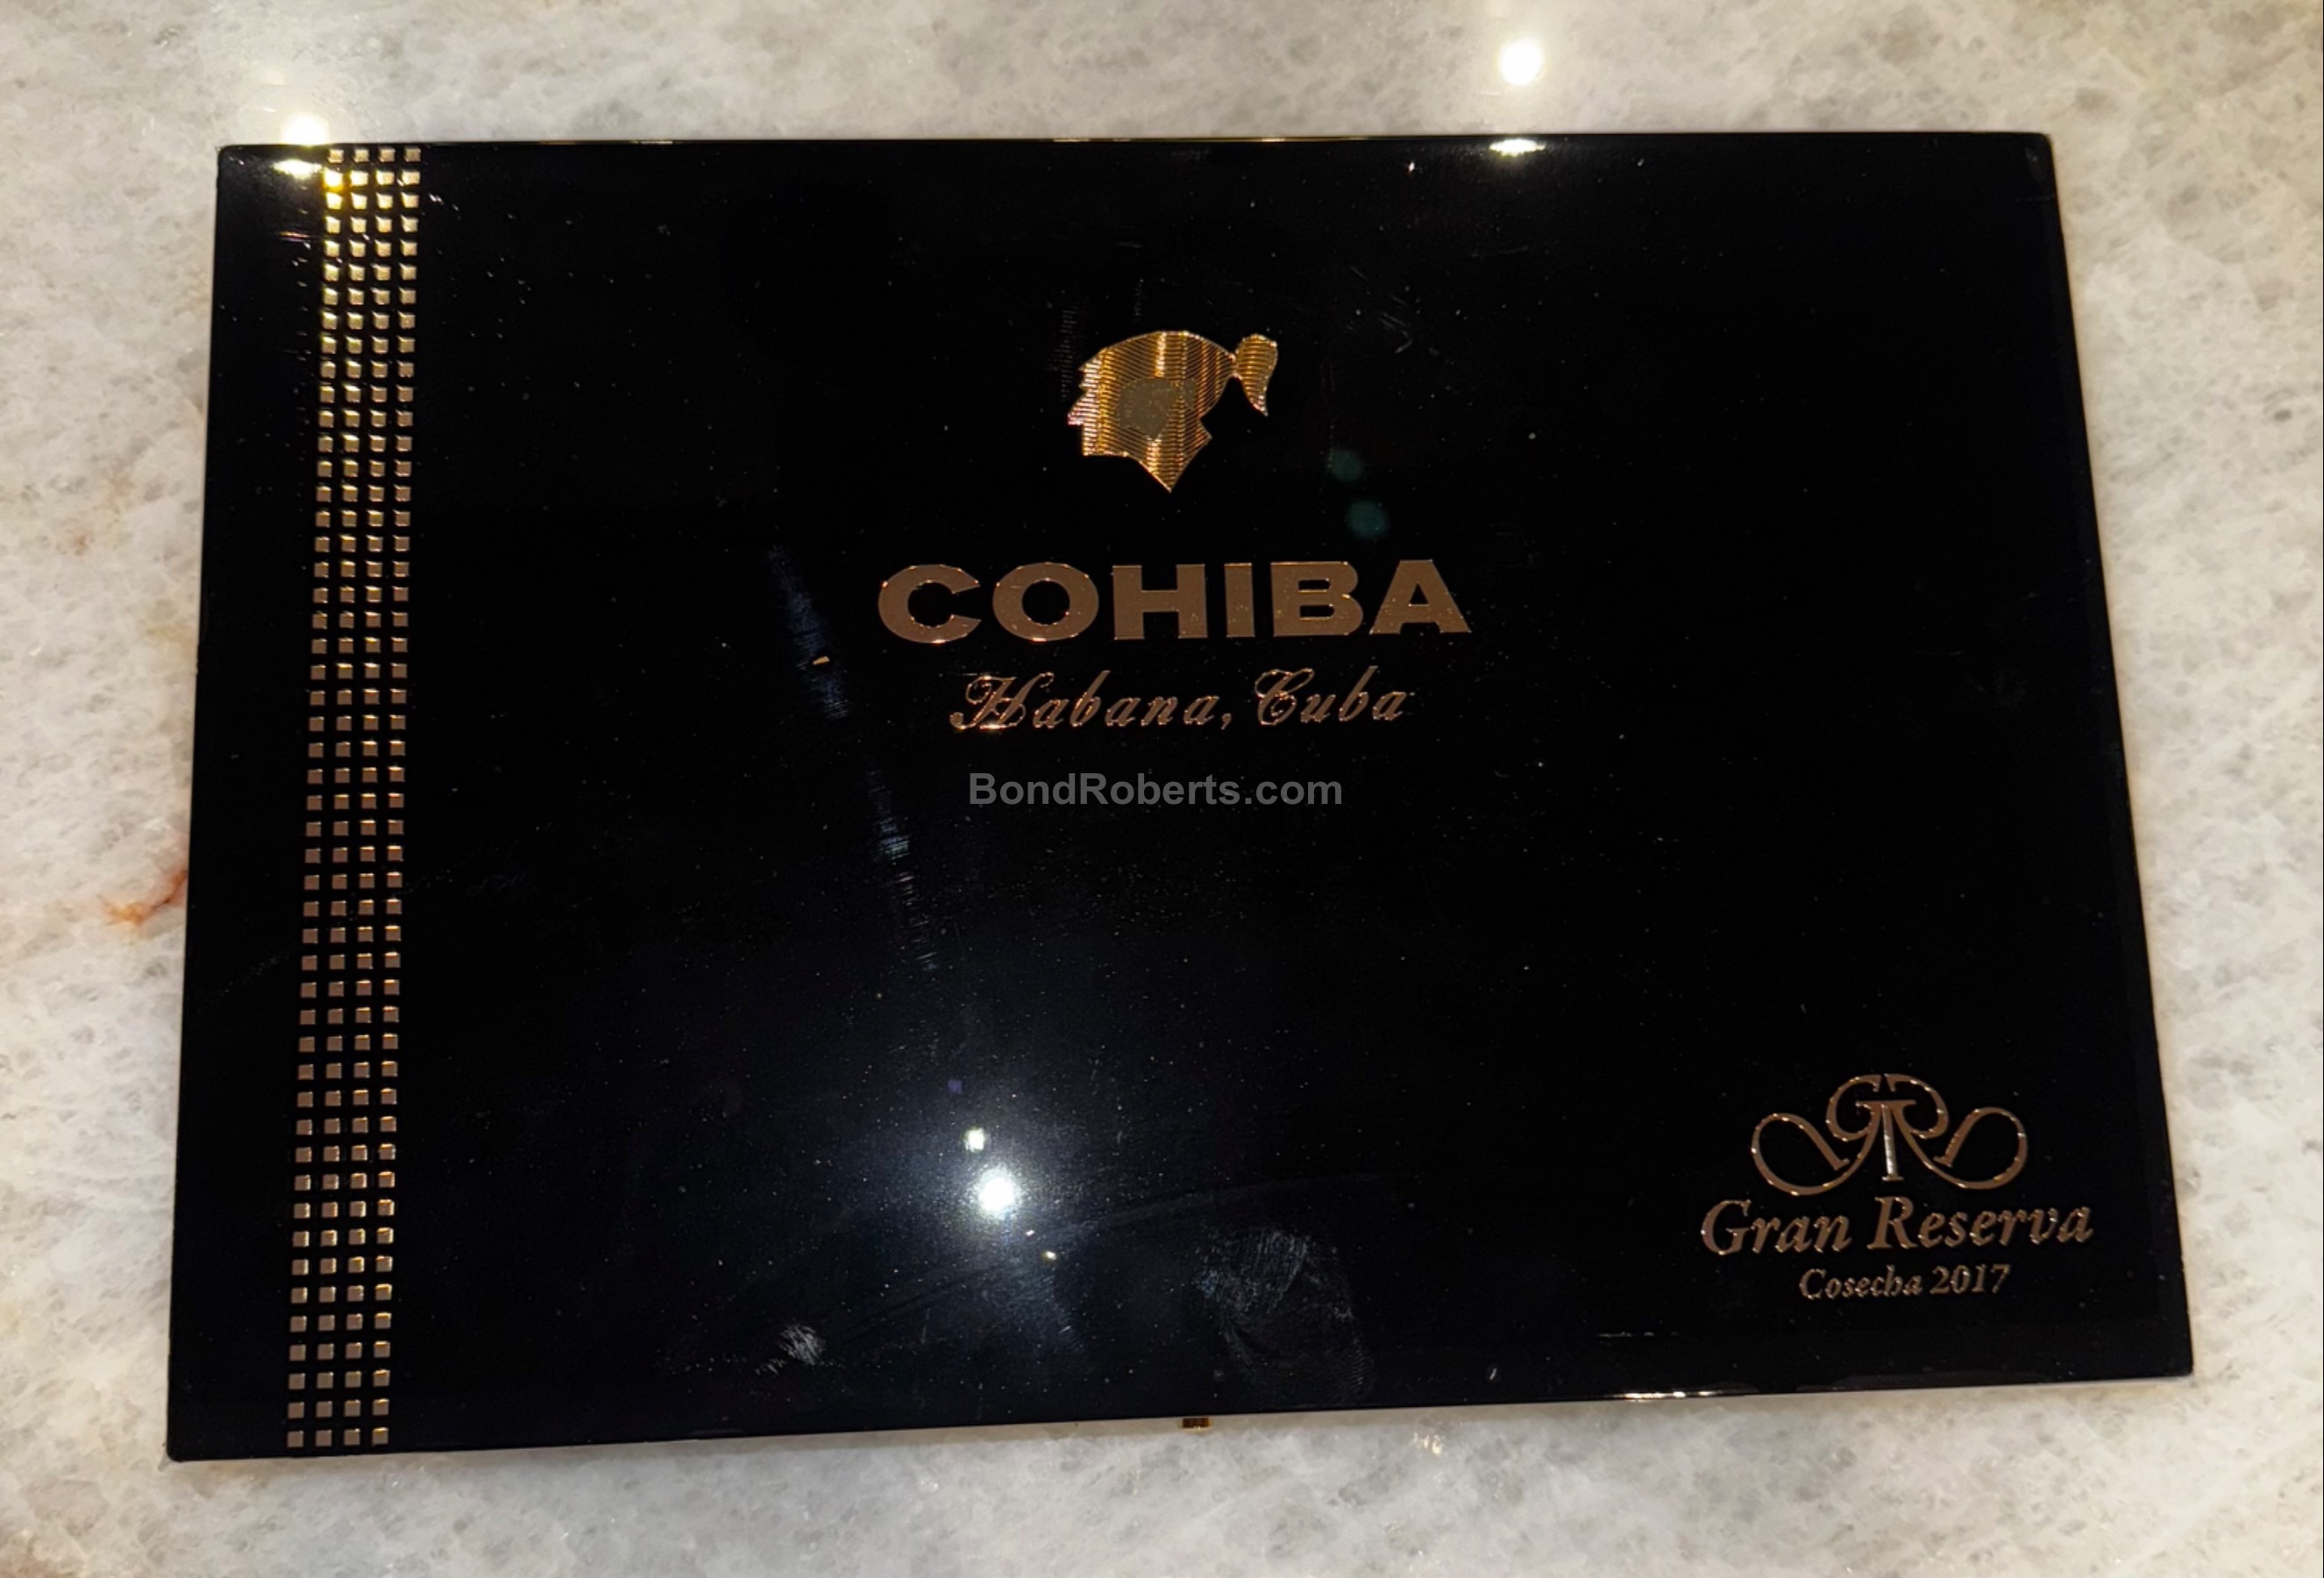 COHIBA
Habana, Cuba
BondRoberts.com
GR
Gran Reserva
Cosecha 2017